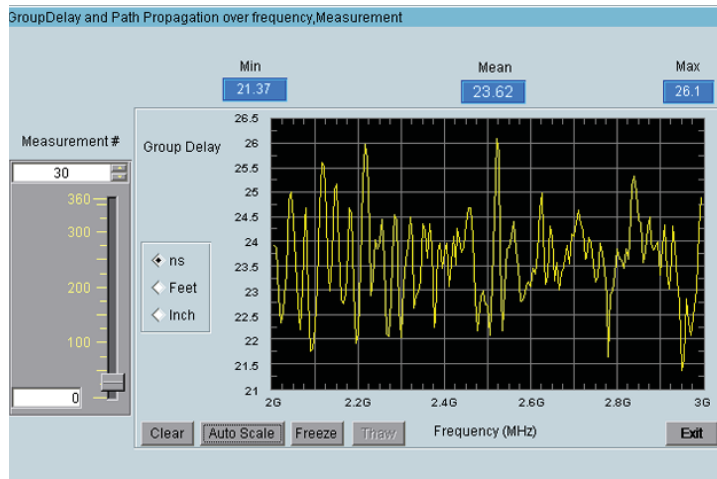 GroupDelay and Path Propagation over frequency,Measurement
Min Mean Max
21.37 23.62 26.1
Measurement #
30
360
300
200
100
0
Group Delay
ns
Feet
Inch
26.5
26
25.5
25
24.5
24
23.5
23
22.5
22
21.5
21
2G 2.2G 2.4G 2.6G 2.8G 3G
Frequency (MHz)
Clear Auto Scale Freeze Thaw Exit